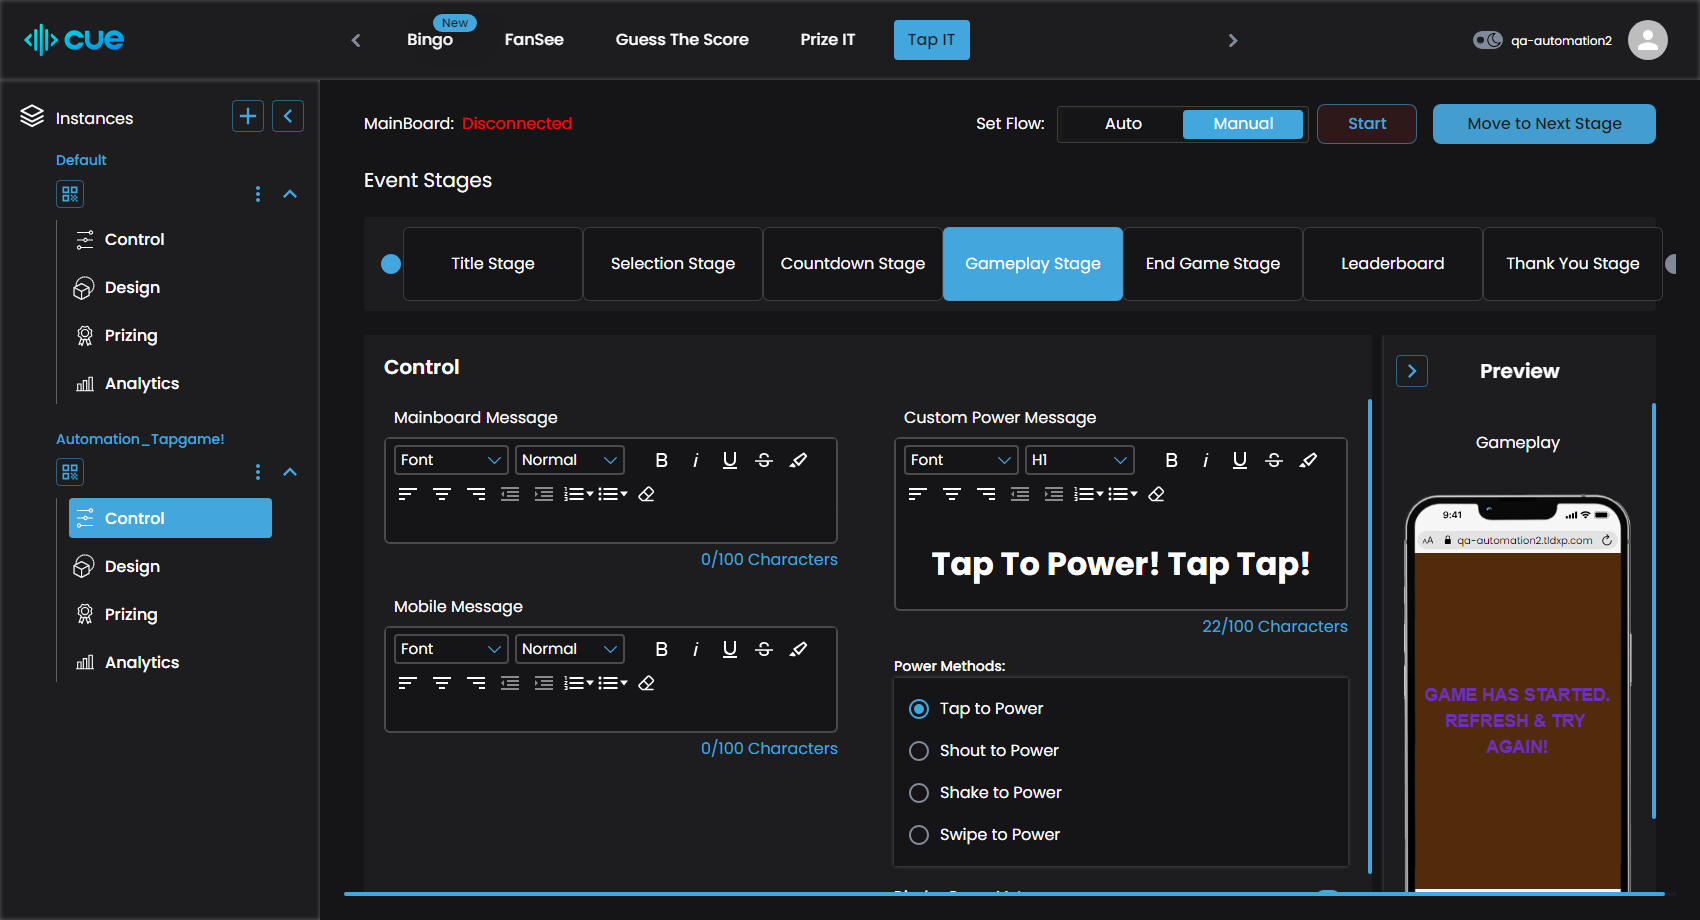 cue
New
Bingo
FanSee
Guess The Score
Prize IT
Tap IT
qa-automation2
Instances
Default
Control
Design
Prizing
Analytics
Automation_Tapgame!
Control
Design
Prizing
Analytics
MainBoard: Disconnected
Set Flow:
Auto
Manual
Start
Move to Next Stage
Event Stages
Title Stage
Selection Stage
Countdown Stage
Gameplay Stage
End Game Stage
Leaderboard
Thank You Stage
Control
Mainboard Message
Font
Normal
B i U S
0/100 Characters
Mobile Message
Font
Normal
B i U S
0/100 Characters
Custom Power Message
Font
H1
B i U S
Tap To Power! Tap Tap!
22/100 Characters
Power Methods:
Tap to Power
Shout to Power
Shake to Power
Swipe to Power
Preview
Gameplay
9:41
AA qa-automation2.tldxp.com
GAME HAS STARTED.
REFRESH & TRY
AGAIN!